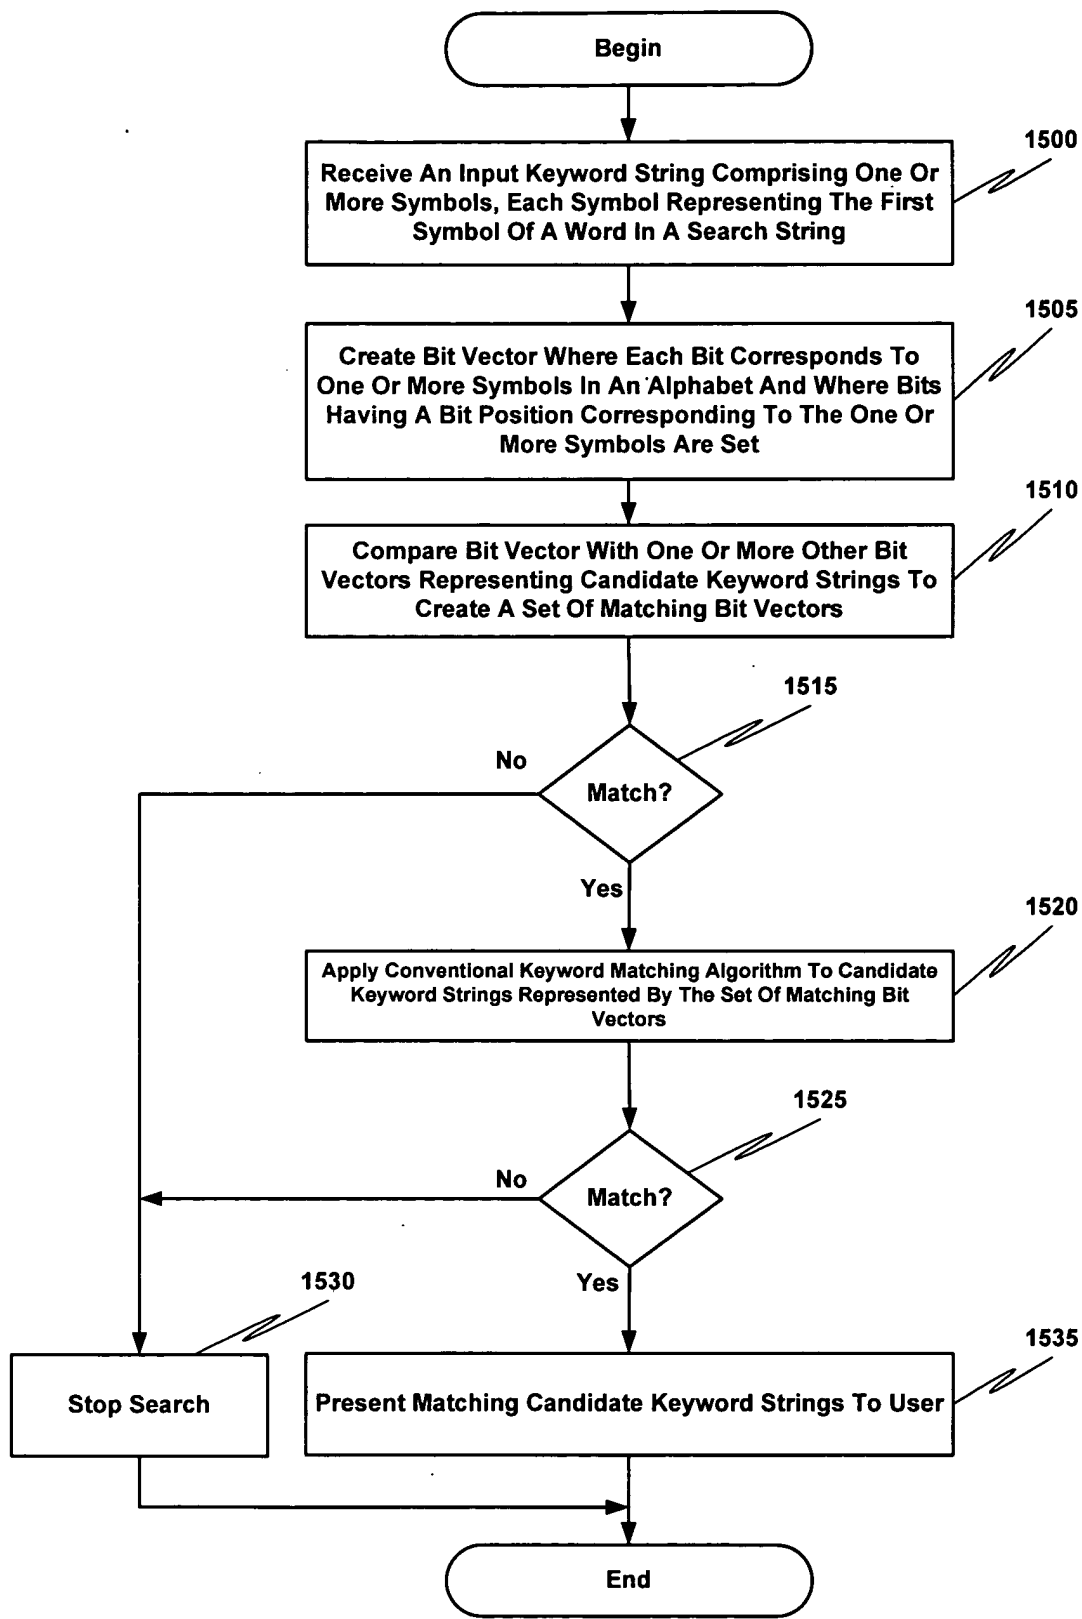 Begin
1500
Receive An Input Keyword String Comprising One Or
More Symbols, Each Symbol Representing The First
Symbol Of A Word In A Search String
1505
Create Bit Vector Where Each Bit Corresponds To
One Or More Symbols In An Alphabet And Where Bits
Having A Bit Position Corresponding To The One Or
More Symbols Are Set
1510
Compare Bit Vector With One Or More Other Bit
Vectors Representing Candidate Keyword Strings To
Create A Set Of Matching Bit Vectors
1515
No
Match?
Yes
1520
Apply Conventional Keyword Matching Algorithm To Candidate
Keyword Strings Represented By The Set Of Matching Bit
Vectors
1525
No
Match?
Yes
1530
1535
Stop Search
Present Matching Candidate Keyword Strings To User
End